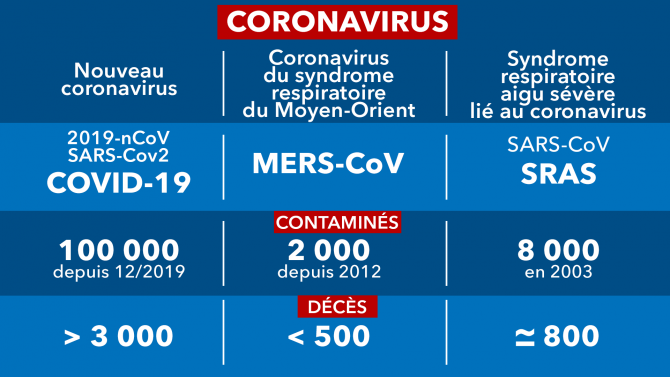 CORONAVIRUS
Nouveau
coronavirus
Coronavirus
du syndrome
respiratoire
du Moyen-Orient
Syndrome
respiratoire
aigu sévère
lié au coronavirus
2019-nCoV
SARS-Cov2
COVID-19
MERS-CoV
SARS-CoV
SRAS
CONTAMINÉS
100 000
depuis 12/2019
2 000
depuis 2012
8 000
en 2003
DÉCÈS
> 3 000
< 500
≃ 800